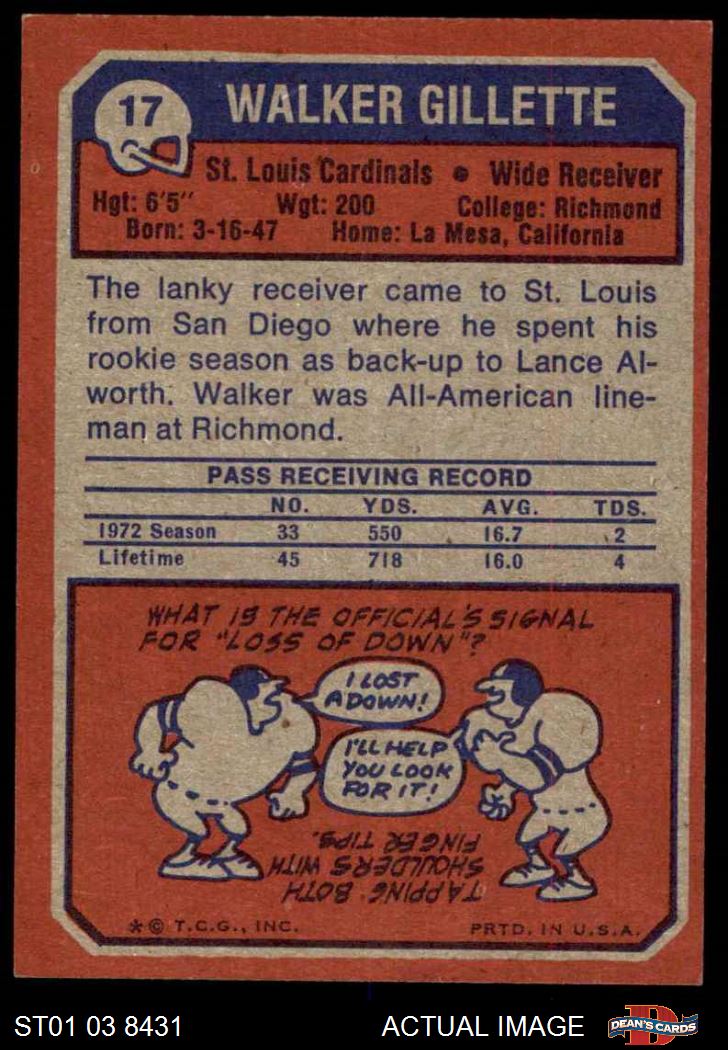 17
WALKER GILLETTE
St. Louis Cardinals • Wide Receiver
Hgt: 6'5" Wgt: 200 College: Richmond
Born: 3-16-47 Home: La Mesa, California
The lanky receiver came to St. Louis
from San Diego where he spent his
rookie season as back-up to Lance Al-
worth. Walker was All-American line-
man at Richmond.
PASS RECEIVING RECORD
NO. YDS. AVG. TDS.
1972 Season 33 550 16.7 2
Lifetime 45 718 16.0 4
WHAT IS THE OFFICIAL'S SIGNAL
FOR "LOSS OF DOWN"?
I LOST
A DOWN!
I'LL HELP
YOU LOOK
FOR IT!
TAPPING BOTH
SHOULDERS WITH
FINGER TIPS.
*© T.C.G., INC. PRTD. IN U.S.A.
ST01 03 8431 ACTUAL IMAGE
D
DEAN'S CARDS